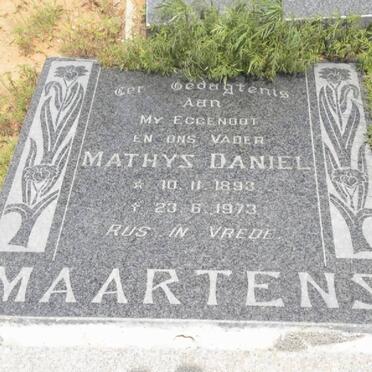 Ter Gedagtenis
AAN
MY EGGENOOT
EN ONS VADER
MATHYS DANIEL
* 10.11.1893
† 23.6.1973
RUS IN VREDE
MAARTENS